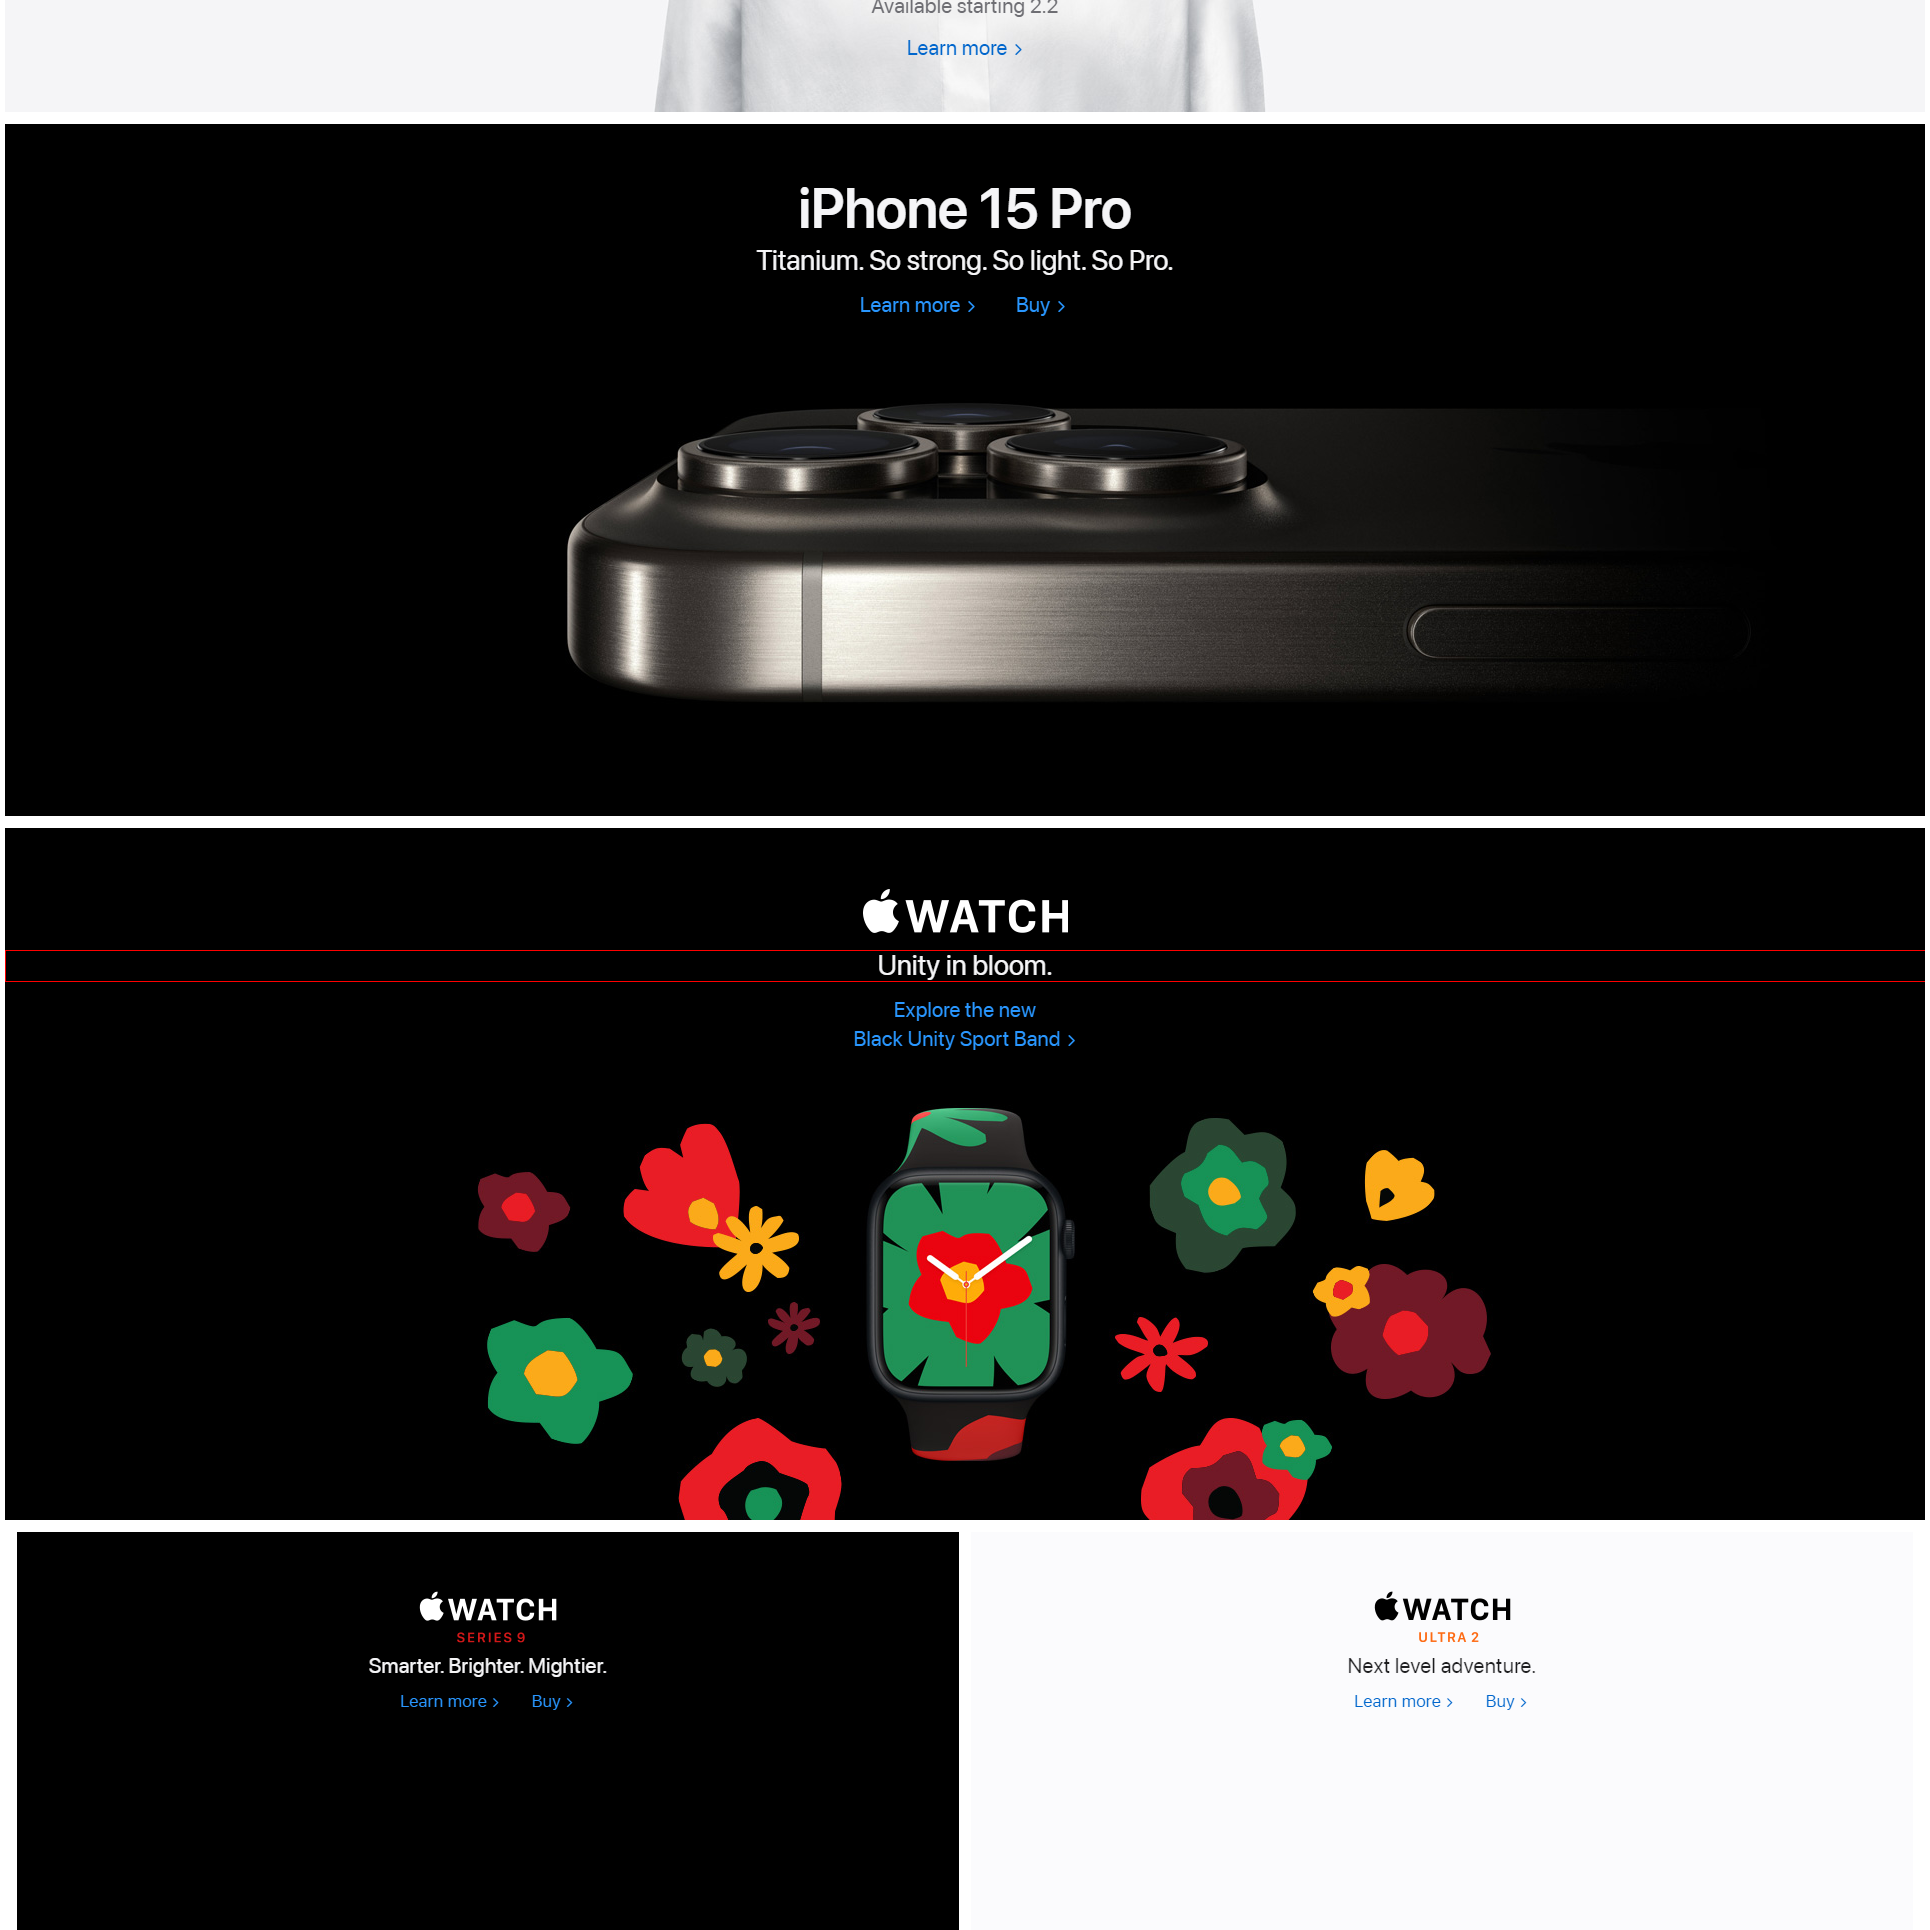 Available starting 2.2
Learn more >
iPhone 15 Pro
Titanium. So strong. So light. So Pro.
Learn more > Buy >
WATCH
Unity in bloom.
Explore the new
Black Unity Sport Band >
WATCH
SERIES 9
Smarter. Brighter. Mightier.
Learn more > Buy >
WATCH
ULTRA 2
Next level adventure.
Learn more > Buy >